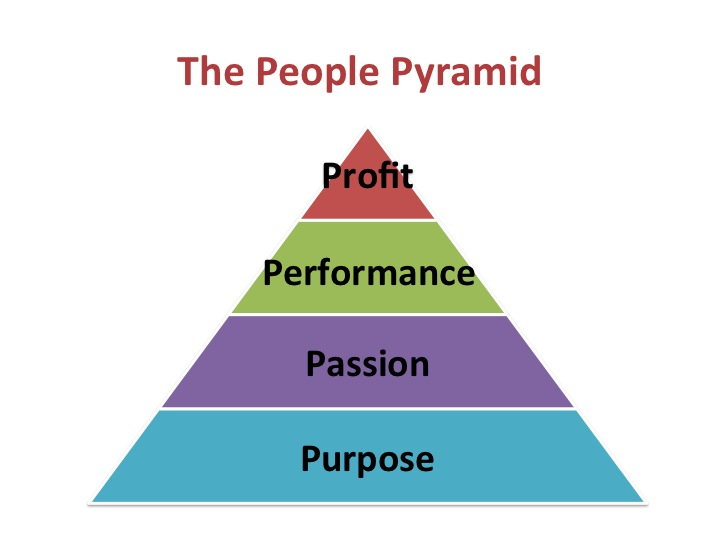 The People Pyramid
Profit
Performance
Passion
Purpose